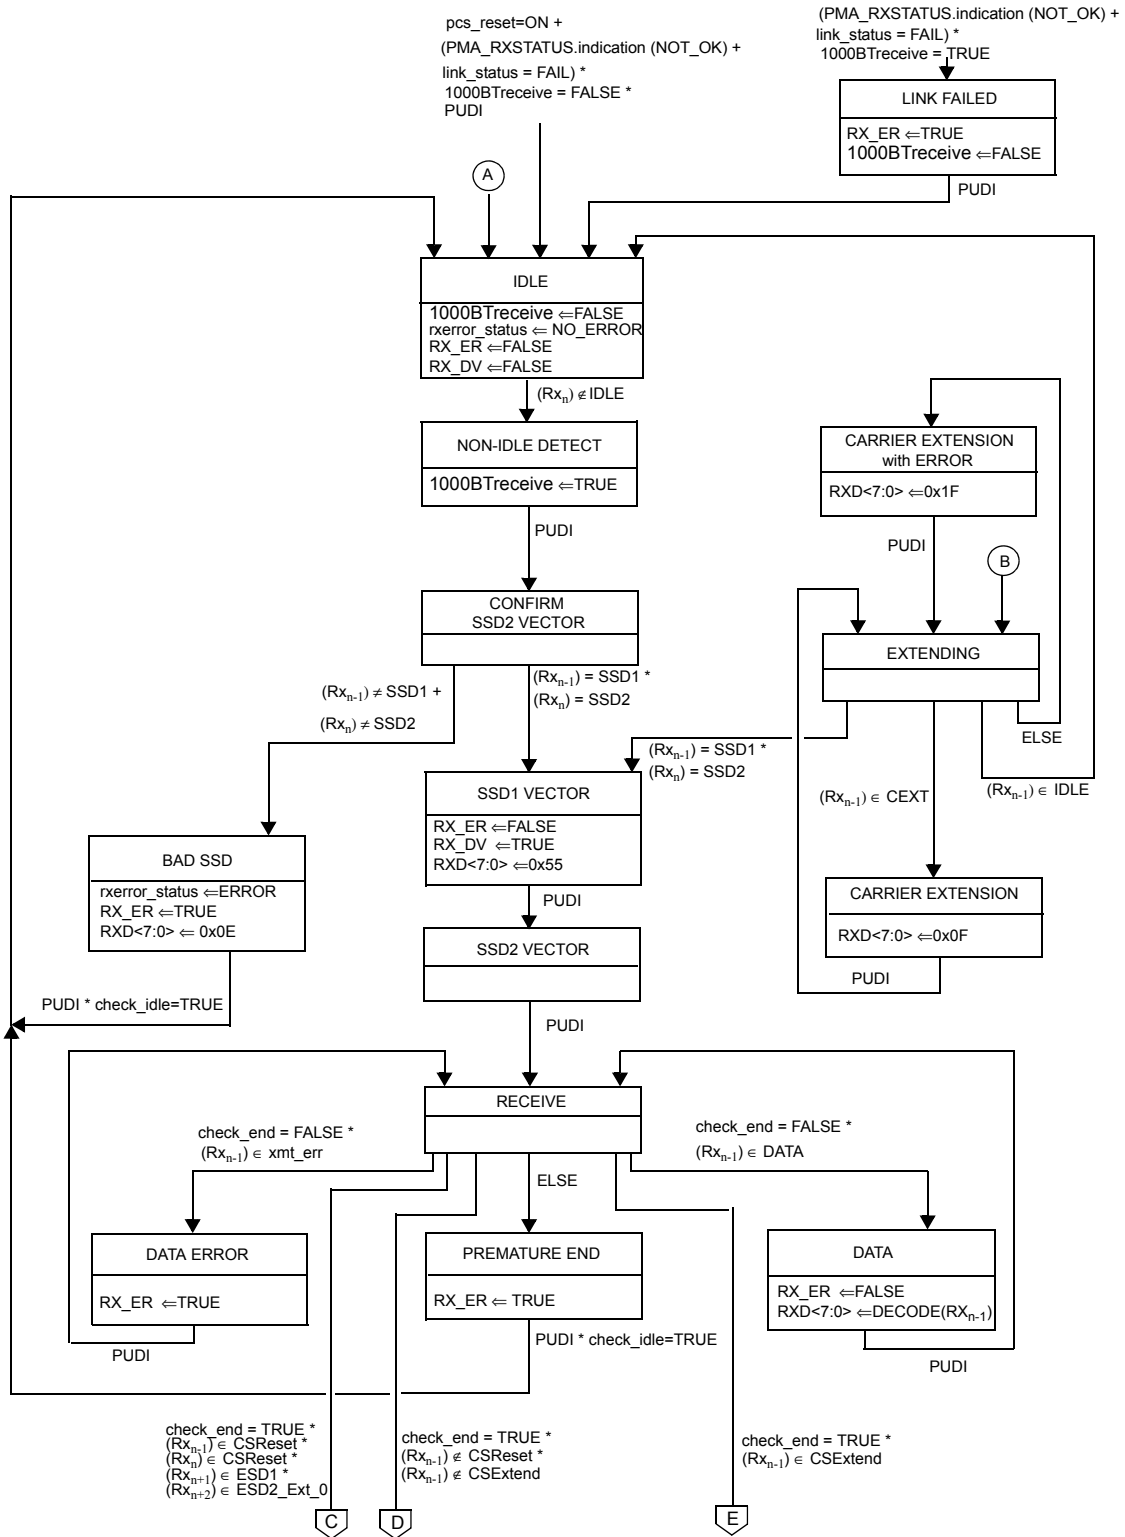 pcs_reset=ON +
(PMA_RXSTATUS.indication (NOT_OK) +
link_status = FAIL) *
1000BTreceive = FALSE *
PUDI
(PMA_RXSTATUS.indication (NOT_OK) +
link_status = FAIL) *
1000BTreceive = TRUE
LINK FAILED
RX_ER ⇐TRUE
1000BTreceive ⇐FALSE
PUDI
A
IDLE
1000BTreceive ⇐FALSE
rxerror_status ⇐ NO_ERROR
RX_ER ⇐FALSE
RX_DV ⇐FALSE
(Rxn) ∉IDLE
NON-IDLE DETECT
1000BTreceive ⇐TRUE
PUDI
CARRIER EXTENSION
with ERROR
RXD<7:0> ⇐0x1F
PUDI
B
CONFIRM
SSD2 VECTOR
EXTENDING
(Rxn-1) ≠ SSD1 +
(Rxn) ≠ SSD2
(Rxn-1) = SSD1 *
(Rxn) = SSD2
ELSE
(Rxn-1) = SSD1 *
(Rxn) = SSD2
(Rxn-1) ∈ CEXT
(Rxn-1) ∈ IDLE
SSD1 VECTOR
RX_ER ⇐FALSE
RX_DV ⇐TRUE
RXD<7:0> ⇐0x55
PUDI
BAD SSD
rxerror_status ⇐ERROR
RX_ER ⇐TRUE
RXD<7:0> ⇐ 0x0E
PUDI * check_idle=TRUE
CARRIER EXTENSION
RXD<7:0> ⇐0x0F
PUDI
SSD2 VECTOR
PUDI
RECEIVE
check_end = FALSE *
(Rxn-1) ∈ xmt_err
ELSE
check_end = FALSE *
(Rxn-1) ∈ DATA
DATA ERROR
RX_ER ⇐TRUE
PUDI
PREMATURE END
RX_ER ⇐ TRUE
PUDI * check_idle=TRUE
DATA
RX_ER ⇐FALSE
RXD<7:0> ⇐DECODE(RXn-1)
PUDI
check_end = TRUE *
(Rxn-1) ∈ CSReset *
(Rxn) ∈ CSReset *
(Rxn+1) ∈ ESD1 *
(Rxn+2) ∈ ESD2_Ext_0
check_end = TRUE *
(Rxn-1) ∉ CSReset *
(Rxn-1) ∉ CSExtend
check_end = TRUE *
(Rxn-1) ∈ CSExtend
C
D
E